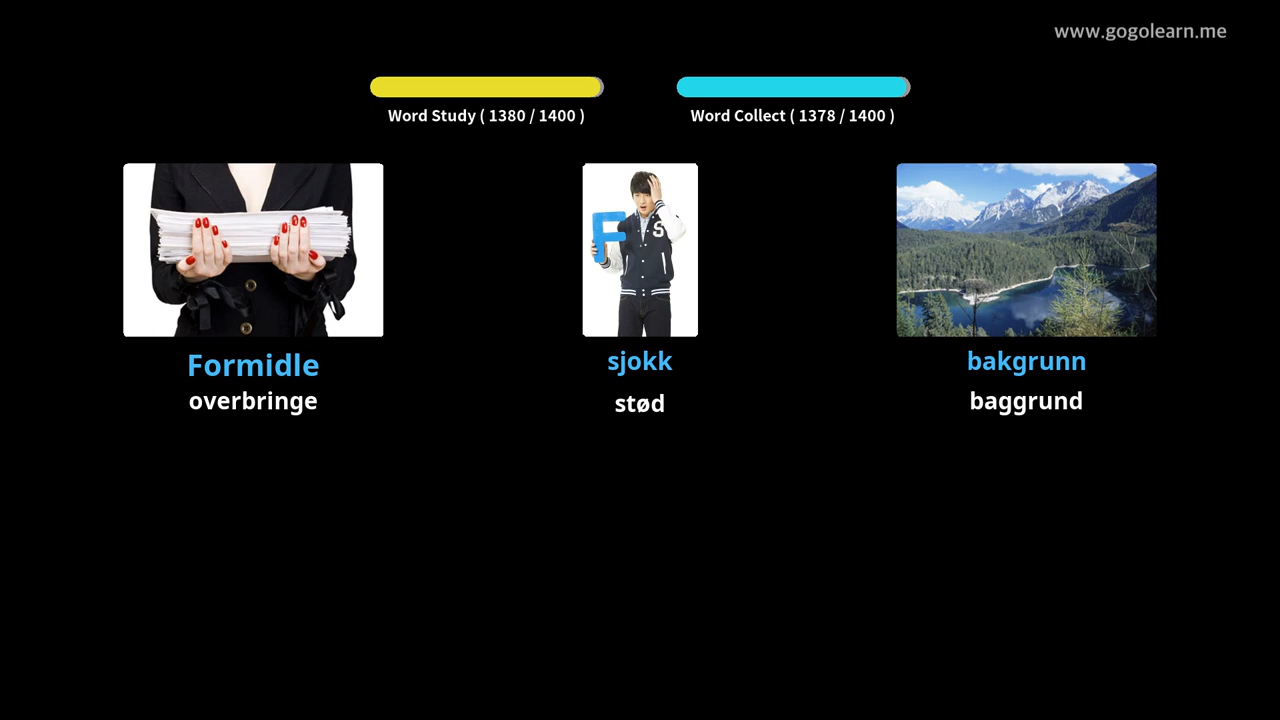 www.gogolearn.me
Word Study ( 1380 / 1400 )
Word Collect ( 1378 / 1400 )
F
S
Formidle
overbringe
sjokk
stød
bakgrunn
baggrund